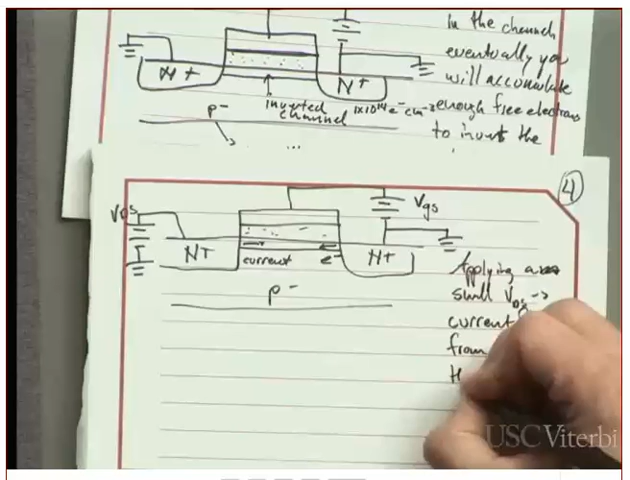 In the channel
eventually you
will accumulate
enough free electrons
to invert the
N+
N+
inverted
channel
1x10¹⁴ e⁻ cm⁻³
p⁻
...
4
VDS
Vgs
N+
current
e⁻
N+
p⁻
Applying a
small VDS →
current
from
USC Viterbi